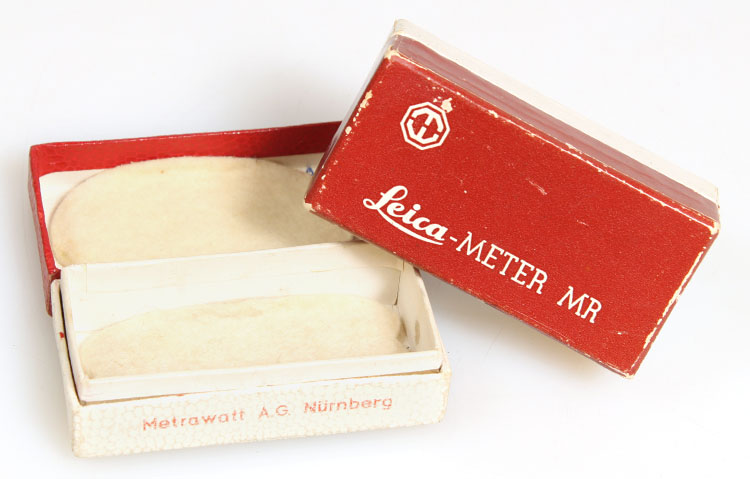 Leica-METER MR
Metrawatt A.G. Nürnberg